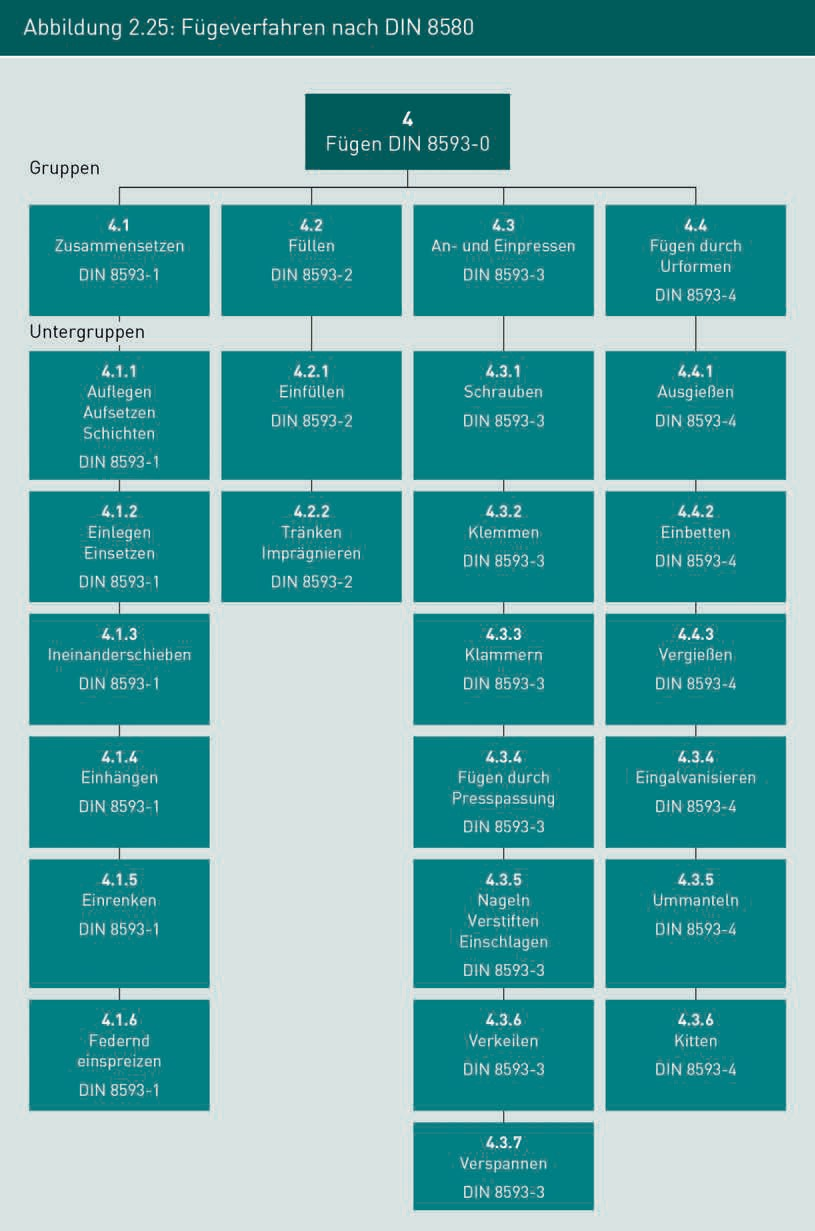 Abbildung 2.25: Fügeverfahren nach DIN 8580
4
Fügen DIN 8593-0
Gruppen
4.1
Zusammensetzen
DIN 8593-1
4.2
Füllen
DIN 8593-2
4.3
An- und Einpressen
DIN 8593-3
4.4
Fügen durch
Urformen
DIN 8593-4
Untergruppen
4.1.1
Auflegen
Aufsetzen
Schichten
DIN 8593-1
4.2.1
Einfüllen
DIN 8593-2
4.3.1
Schrauben
DIN 8593-3
4.4.1
Ausgießen
DIN 8593-4
4.1.2
Einlegen
Einsetzen
DIN 8593-1
4.2.2
Tränken
Imprägnieren
DIN 8593-2
4.3.2
Klemmen
DIN 8593-3
4.4.2
Einbetten
DIN 8593-4
4.1.3
Ineinanderschieben
DIN 8593-1
4.3.3
Klammern
DIN 8593-3
4.4.3
Vergießen
DIN 8593-4
4.1.4
Einhängen
DIN 8593-1
4.3.4
Fügen durch
Presspassung
DIN 8593-3
4.3.4
Eingalvanisieren
DIN 8593-4
4.1.5
Einrenken
DIN 8593-1
4.3.5
Nageln
Verstiften
Einschlagen
DIN 8593-3
4.3.5
Ummanteln
DIN 8593-4
4.1.6
Federnd
einspreizen
DIN 8593-1
4.3.6
Verkeilen
DIN 8593-3
4.3.6
Kitten
DIN 8593-4
4.3.7
Verspannen
DIN 8593-3